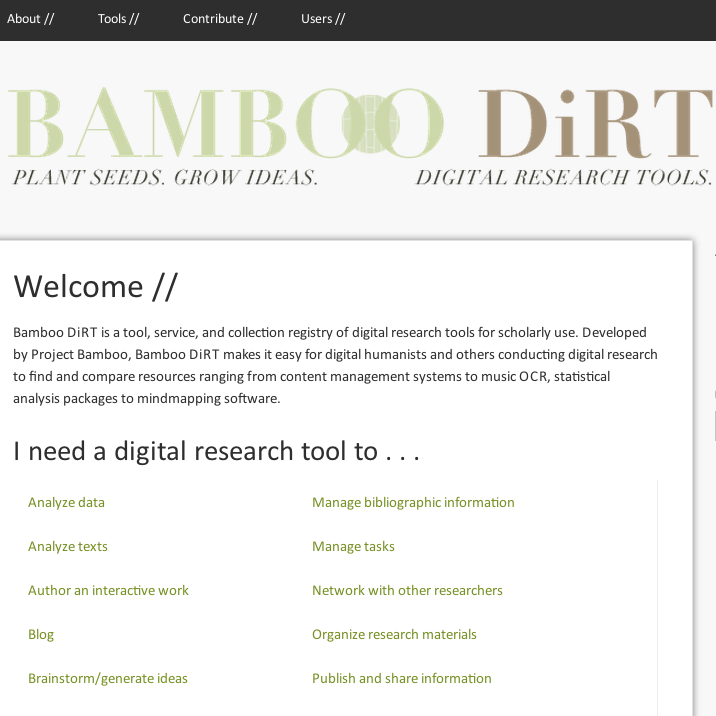 About // Tools // Contribute // Users //
BAMBOO DiRT
PLANT SEEDS. GROW IDEAS. DIGITAL RESEARCH TOOLS.
Welcome //
Bamboo DiRT is a tool, service, and collection registry of digital research tools for scholarly use. Developed
by Project Bamboo, Bamboo DiRT makes it easy for digital humanists and others conducting digital research
to find and compare resources ranging from content management systems to music OCR, statistical
analysis packages to mindmapping software.
I need a digital research tool to . . .
Analyze data
Manage bibliographic information
Analyze texts
Manage tasks
Author an interactive work
Network with other researchers
Blog
Organize research materials
Brainstorm/generate ideas
Publish and share information